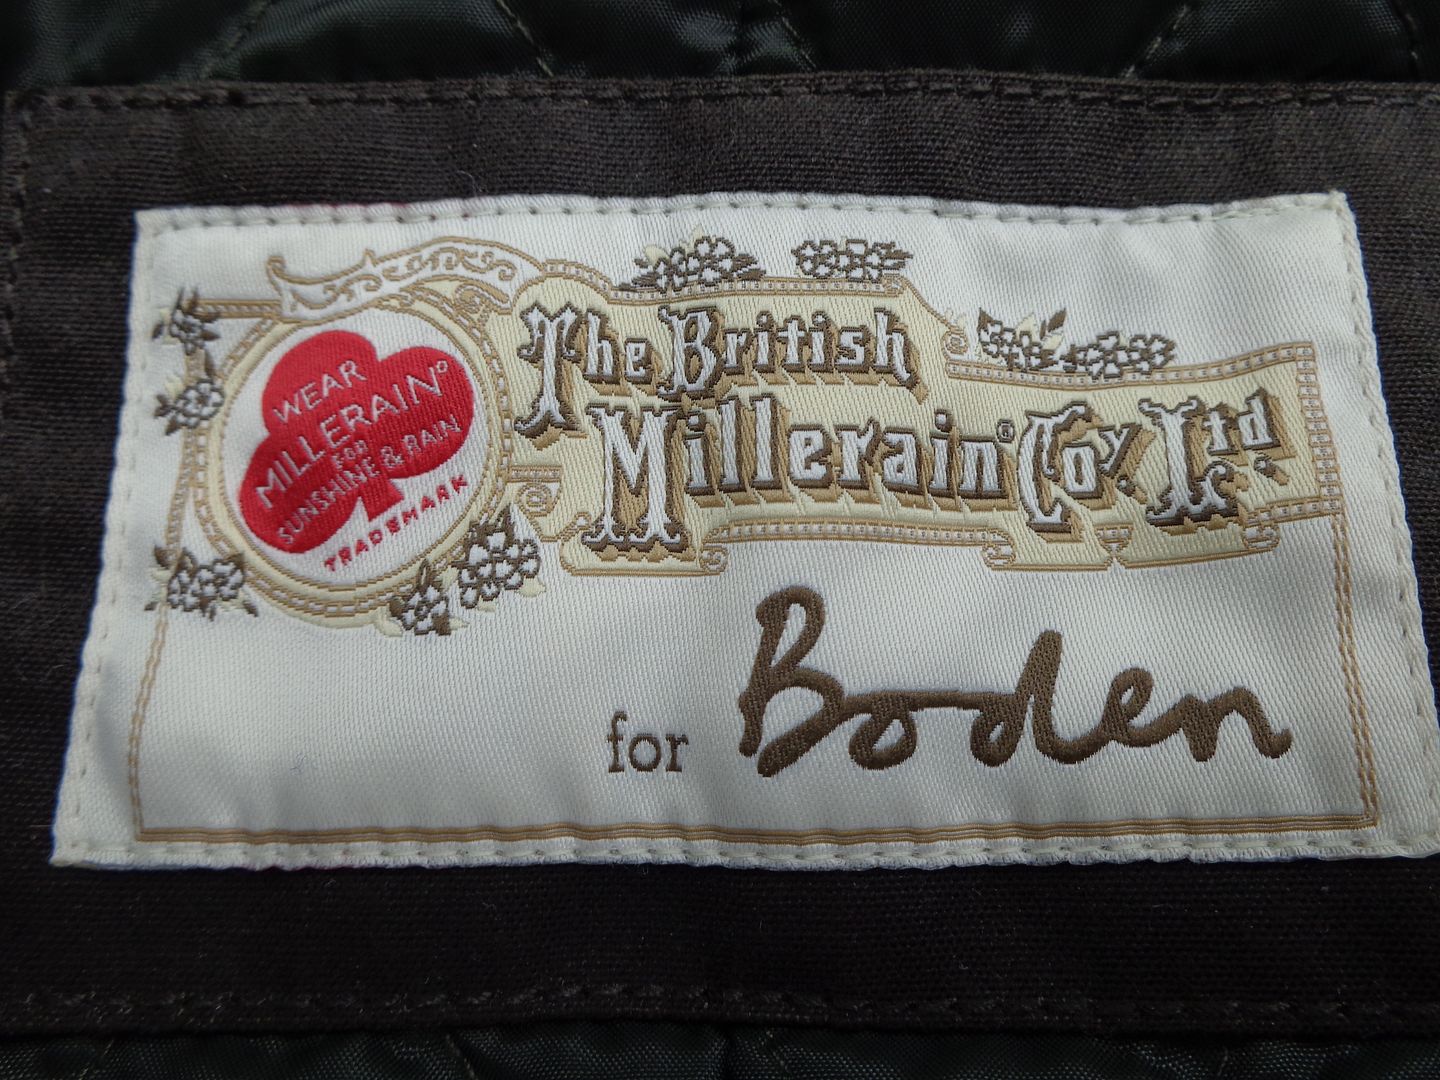 WEAR
MILLERAIN®
FOR
SUNSHINE & RAIN
TRADEMARK
The British
Millerain® Coy. Ltd.
for Boden